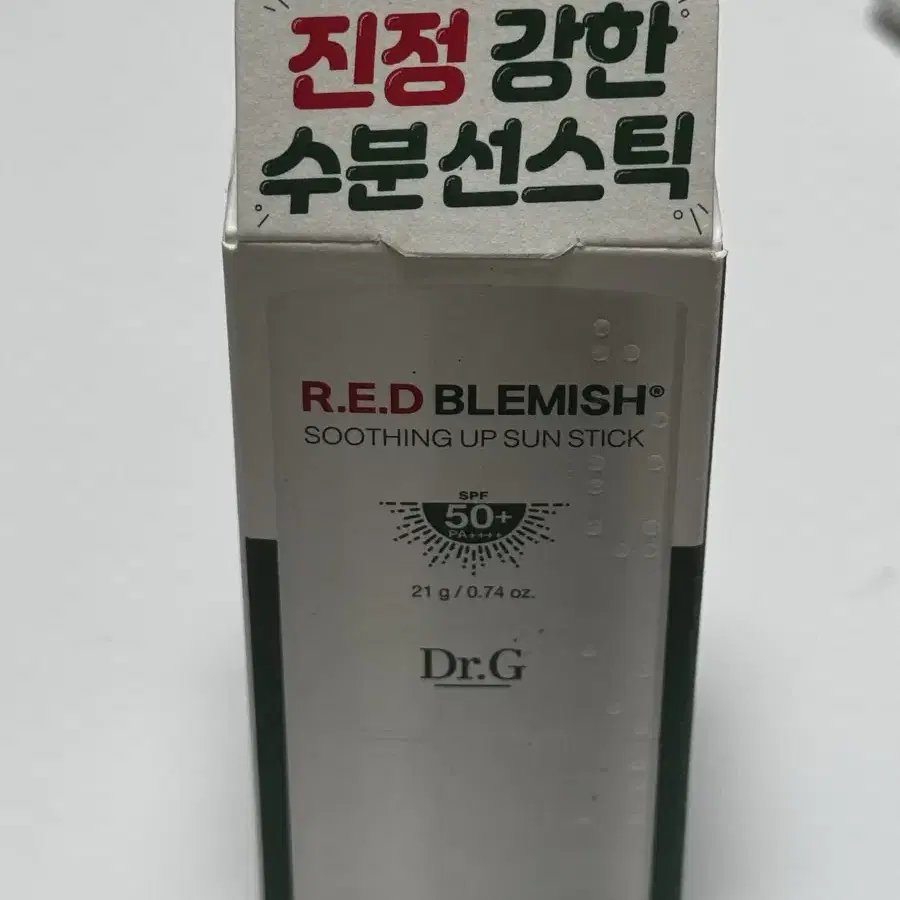 진정 강한
수분선스틱
R.E.D BLEMISH®
SOOTHING UP SUN STICK
SPF
50+
PA++++
21 g / 0.74 oz.
Dr.G